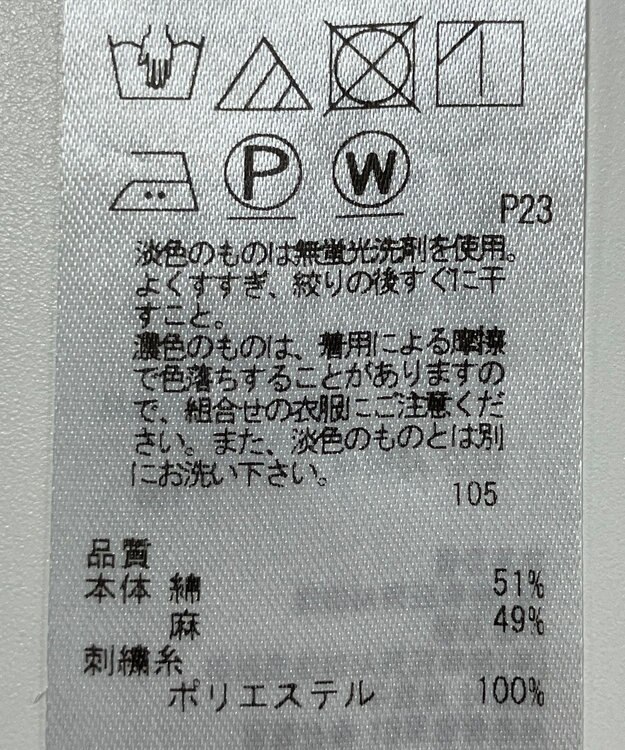 P W
P23
淡色のものは無蛍光洗剤を使用。
よくすすぎ、絞りの後すぐに干
すこと。
濃色のものは、着用による摩擦
で色落ちすることがありますの
で、組合せの衣服にご注意くだ
さい。また、淡色のものとは別
にお洗い下さい。
105
品質
本体 綿 51%
麻 49%
刺繍糸
ポリエステル 100%